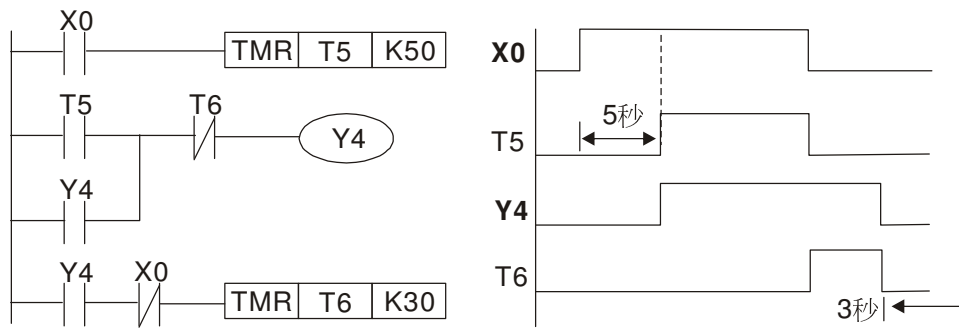 X0
TMR T5 K50
T5 T6
Y4
Y4
Y4 X0
TMR T6 K30
X0
5秒
T5
Y4
T6
3秒